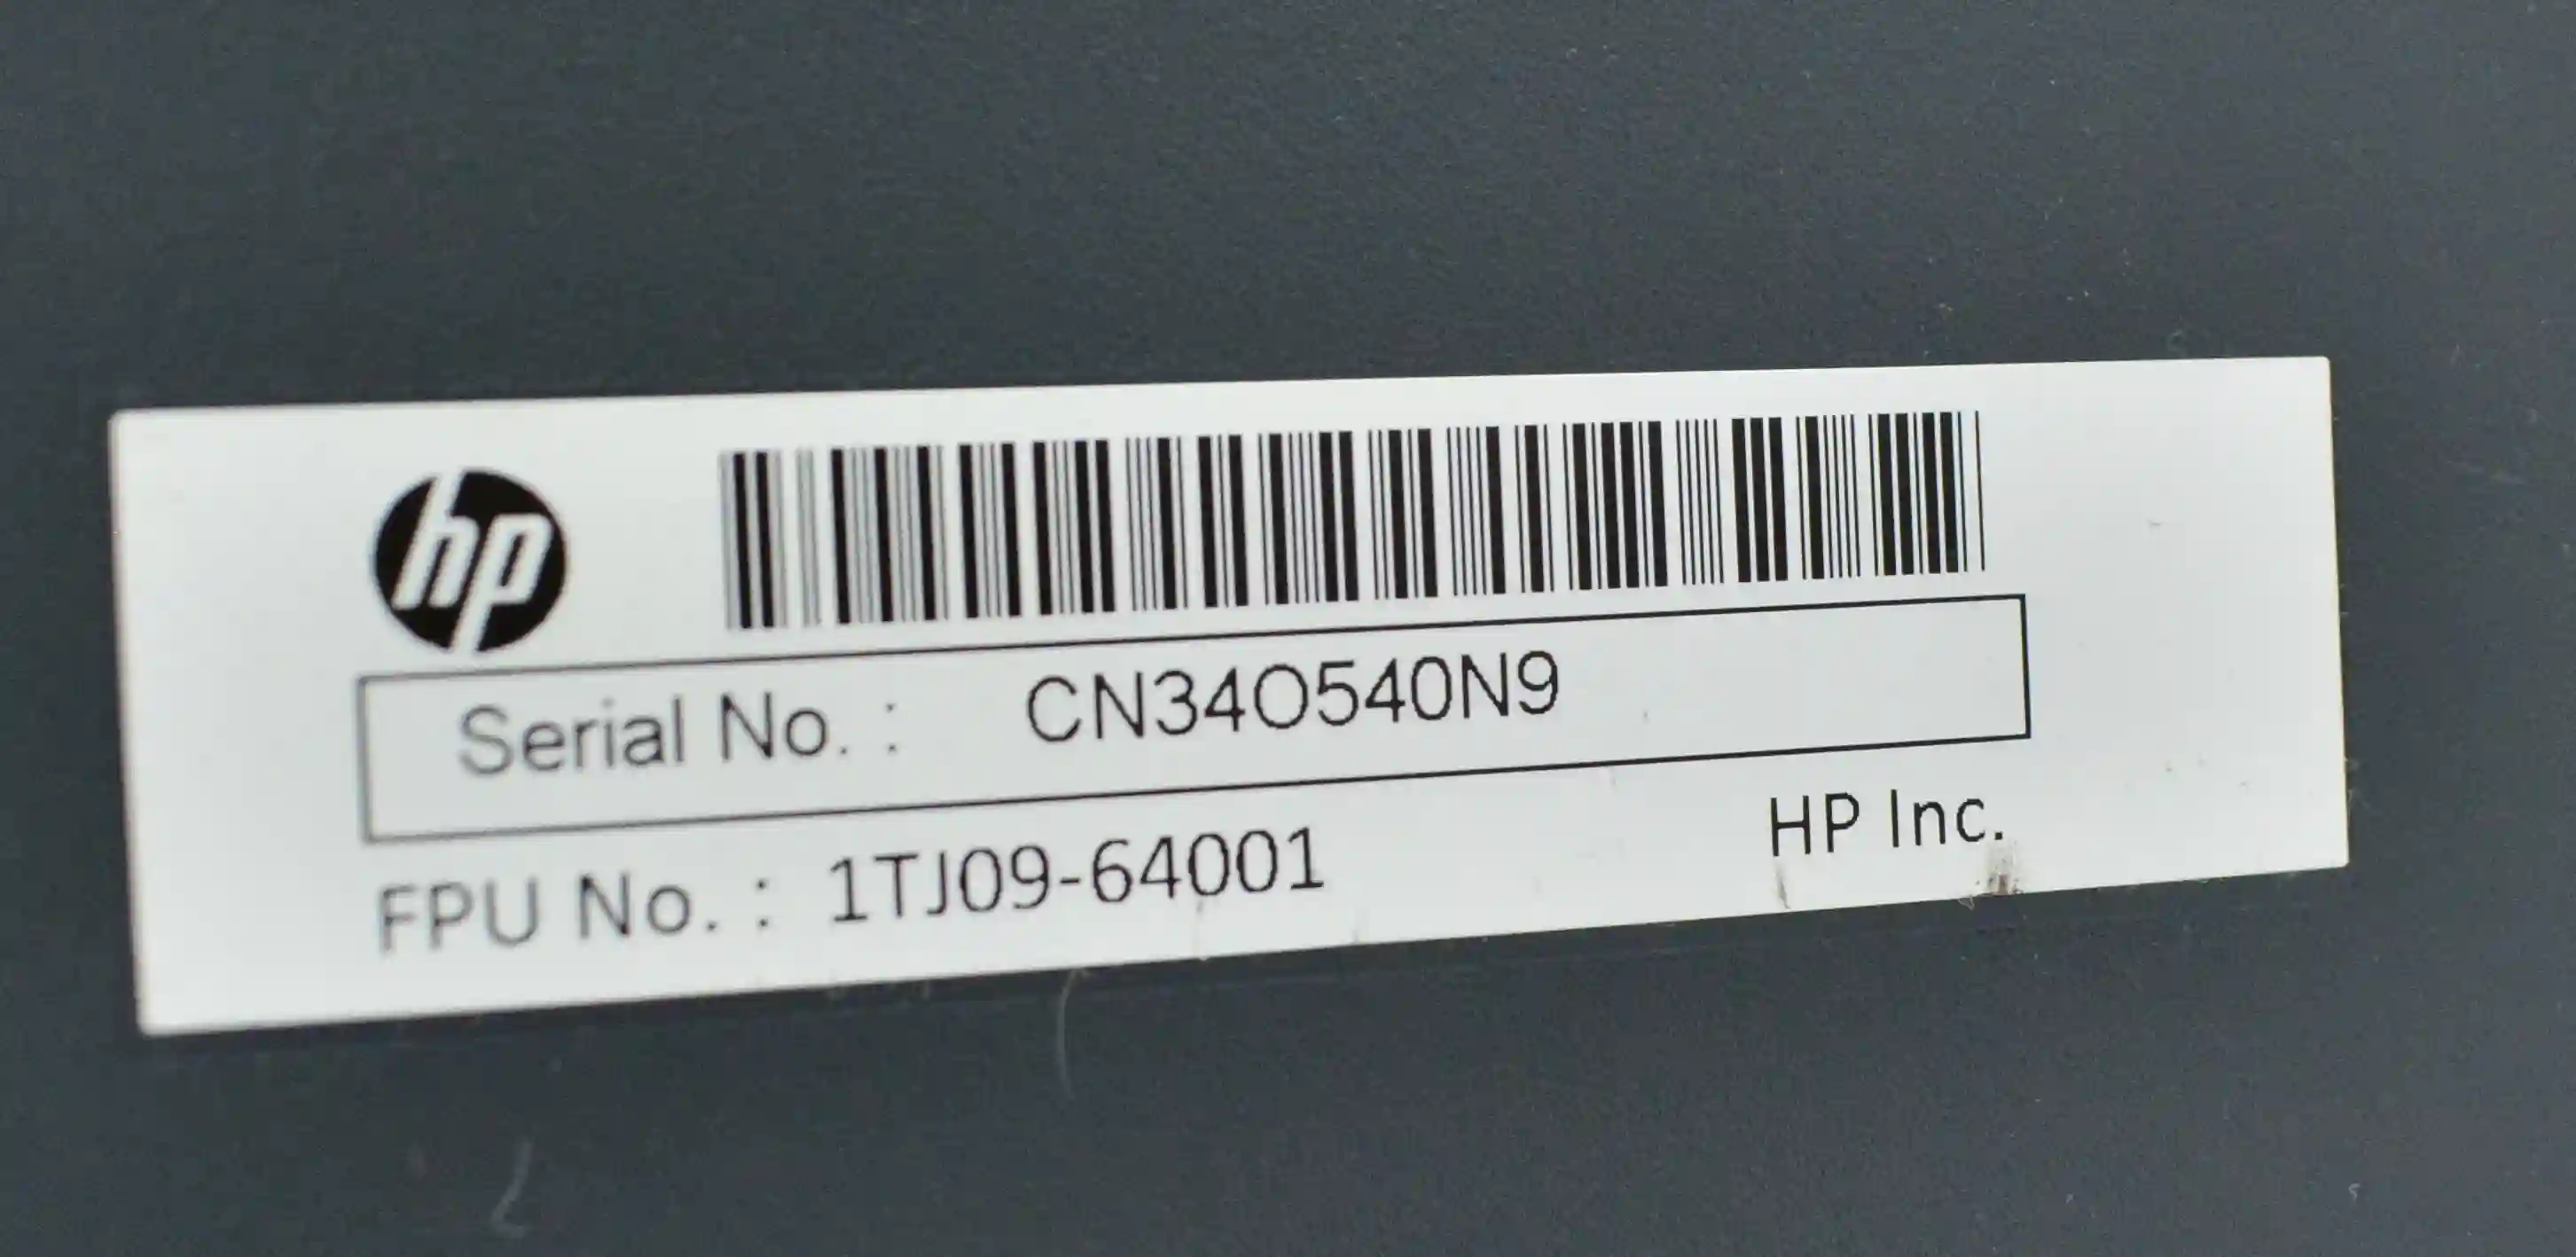 hp
Serial No. : CN34O540N9
FPU No. : 1TJ09-64001
HP Inc.